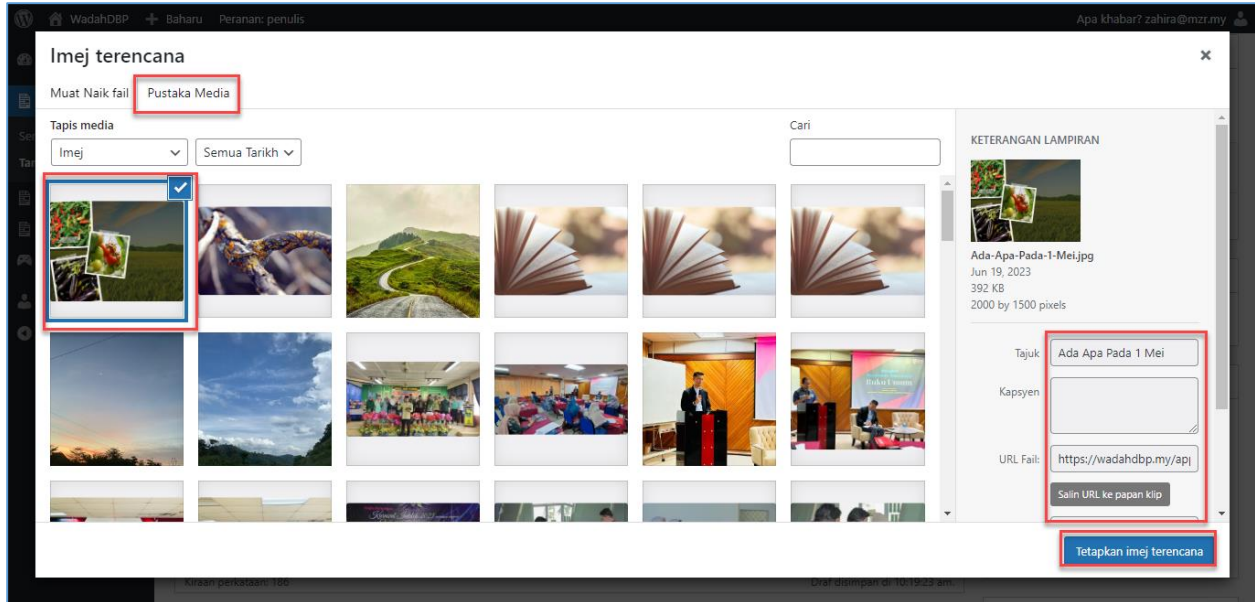 WadahDBP + Baharu Peranan: penulis Apa khabar? zahira@mzr.my
Imej terencana
Muat Naik fail Pustaka Media
Tapis media
Imej Semua Tarikh
Cari
KETERANGAN LAMPIRAN
Ada-Apa-Pada-1-Mei.jpg
Jun 19, 2023
392 KB
2000 by 1500 pixels
Tajuk Ada Apa Pada 1 Mei
Kapsyen
URL Fail: https://wadahdbp.my/ap
Salin URL ke papan klip
Tetapkan imej terencana
Kiraan perkataan: 186 Draf disimpan di 10:19:23 am.